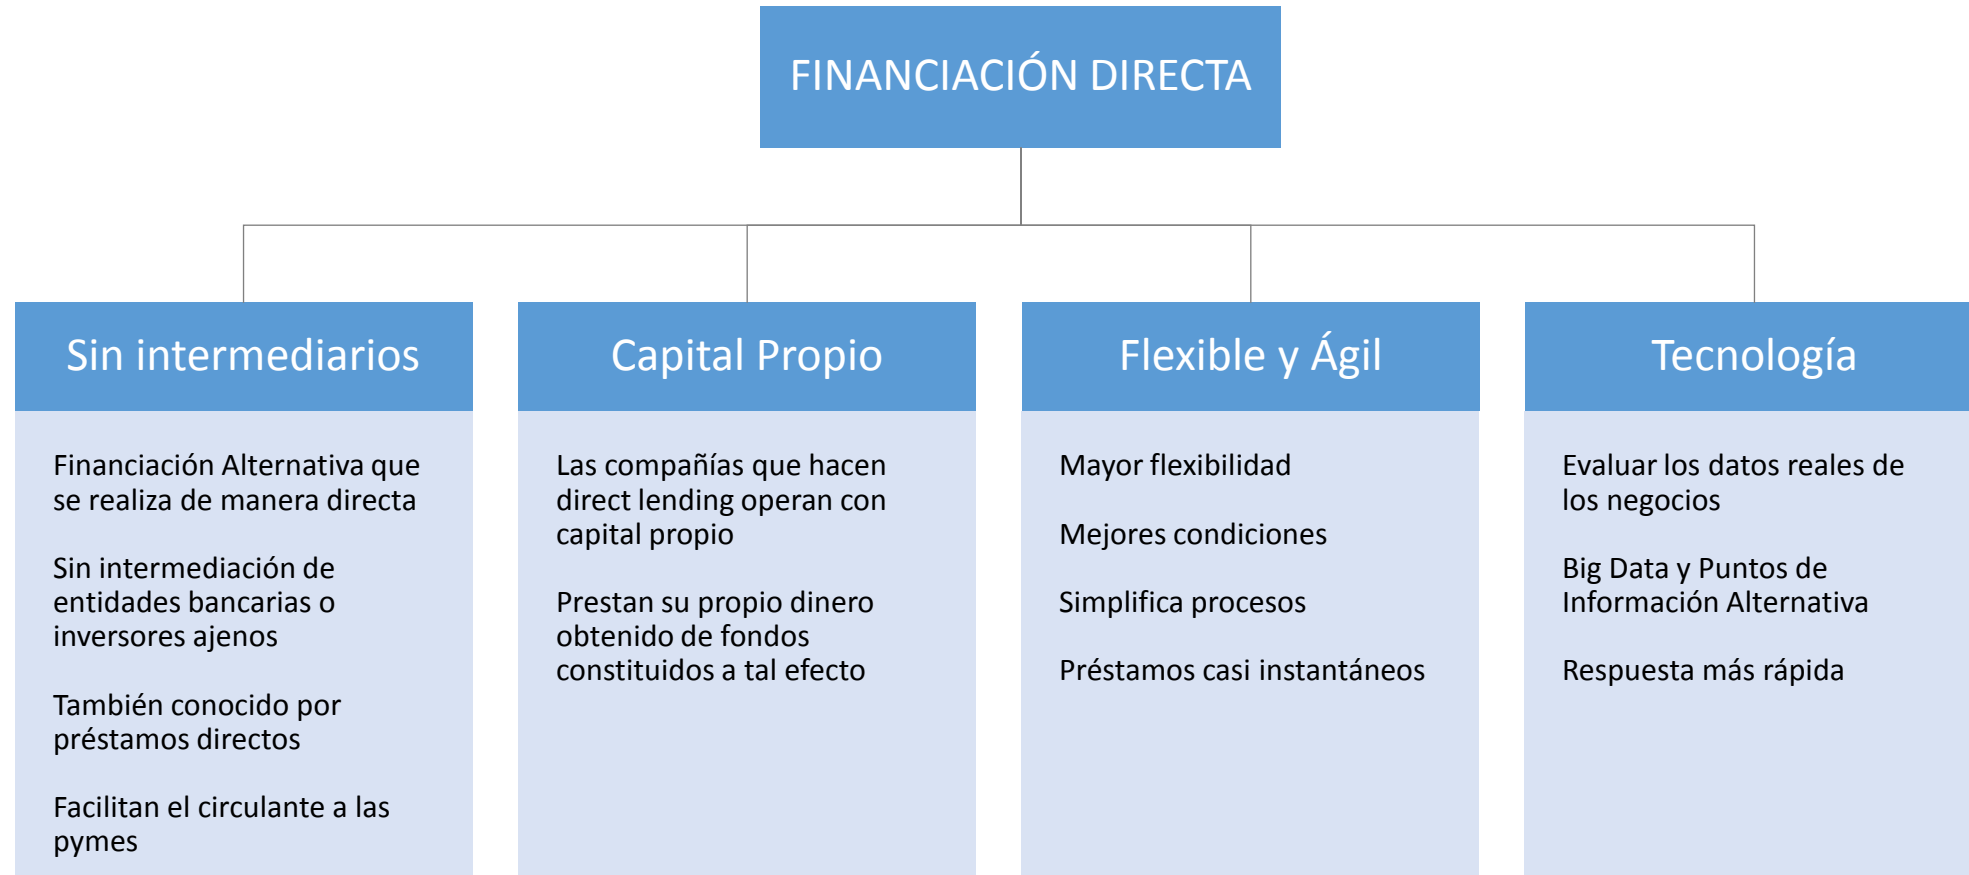 FINANCIACIÓN DIRECTA
Sin intermediarios
Financiación Alternativa que
se realiza de manera directa
Sin intermediación de
entidades bancarias o
inversores ajenos
También conocido por
préstamos directos
Facilitan el circulante a las
pymes
Capital Propio
Las compañías que hacen
direct lending operan con
capital propio
Prestan su propio dinero
obtenido de fondos
constituidos a tal efecto
Flexible y Ágil
Mayor flexibilidad
Mejores condiciones
Simplifica procesos
Préstamos casi instantáneos
Tecnología
Evaluar los datos reales de
los negocios
Big Data y Puntos de
Información Alternativa
Respuesta más rápida